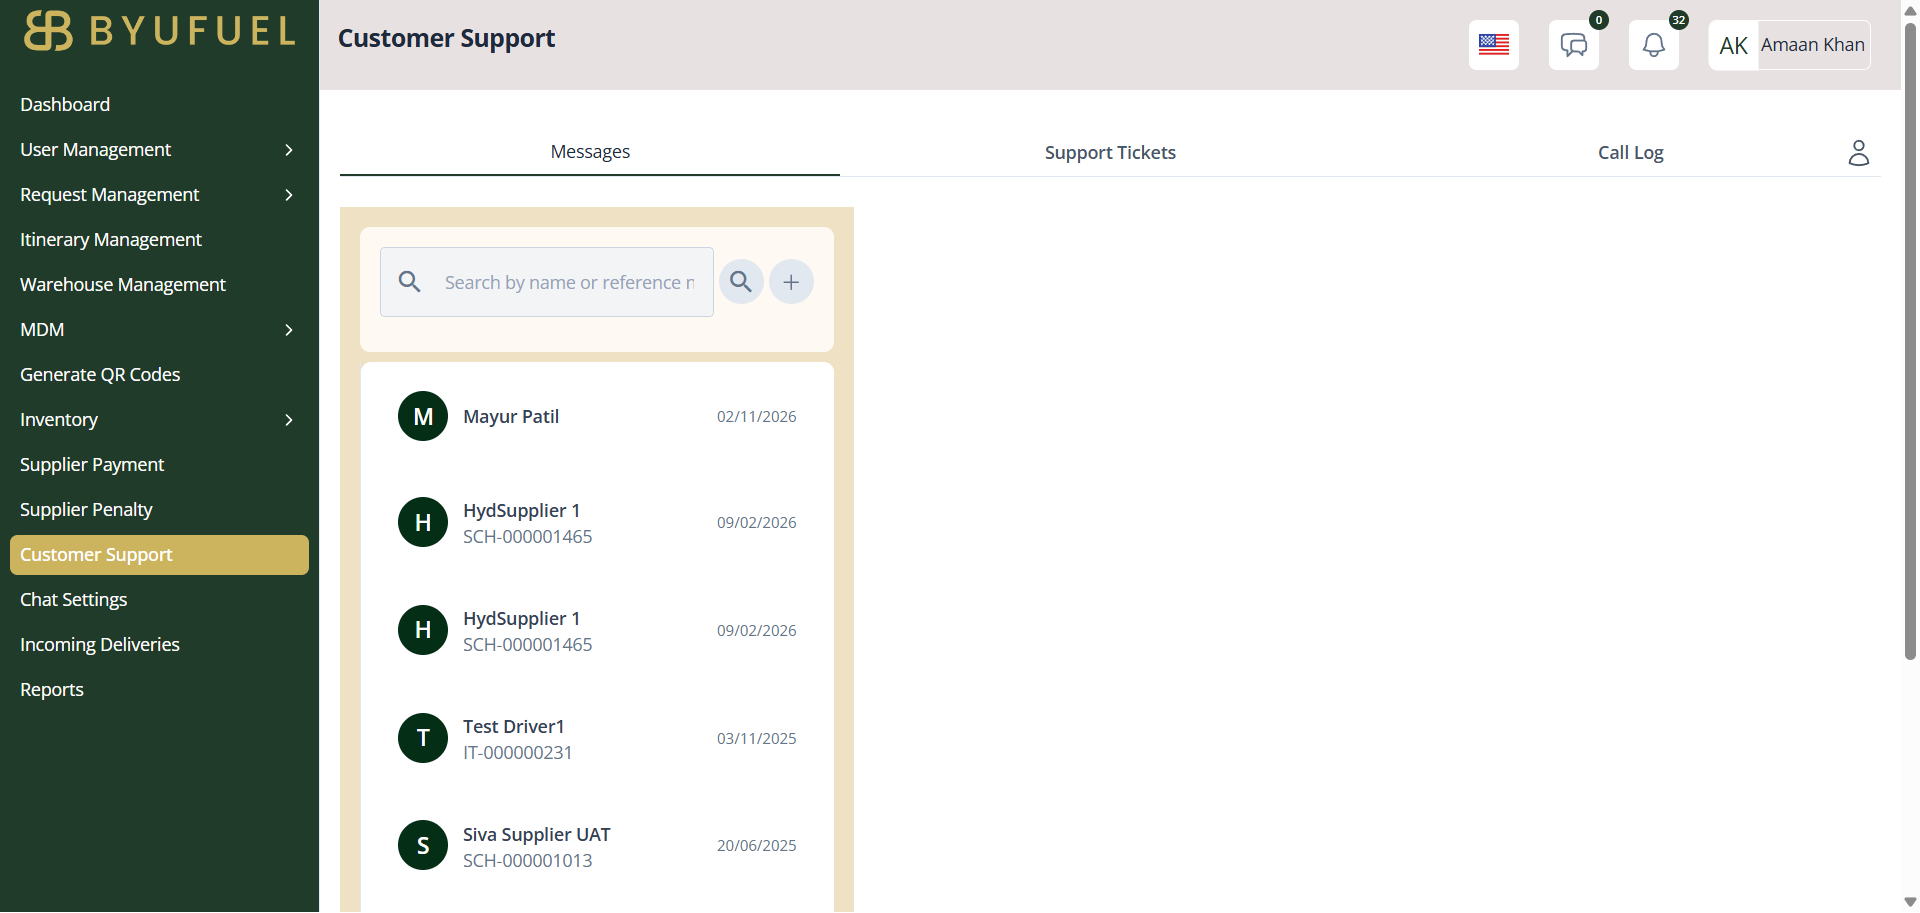 BYUFUEL
Dashboard
User Management
Request Management
Itinerary Management
Warehouse Management
MDM
Generate QR Codes
Inventory
Supplier Payment
Supplier Penalty
Customer Support
Chat Settings
Incoming Deliveries
Reports
Customer Support
0
32
AK Amaan Khan
Messages Support Tickets Call Log
Search by name or reference n
M Mayur Patil 02/11/2026
H HydSupplier 1 09/02/2026
SCH-000001465
H HydSupplier 1 09/02/2026
SCH-000001465
T Test Driver1 03/11/2025
IT-000000231
S Siva Supplier UAT 20/06/2025
SCH-000001013